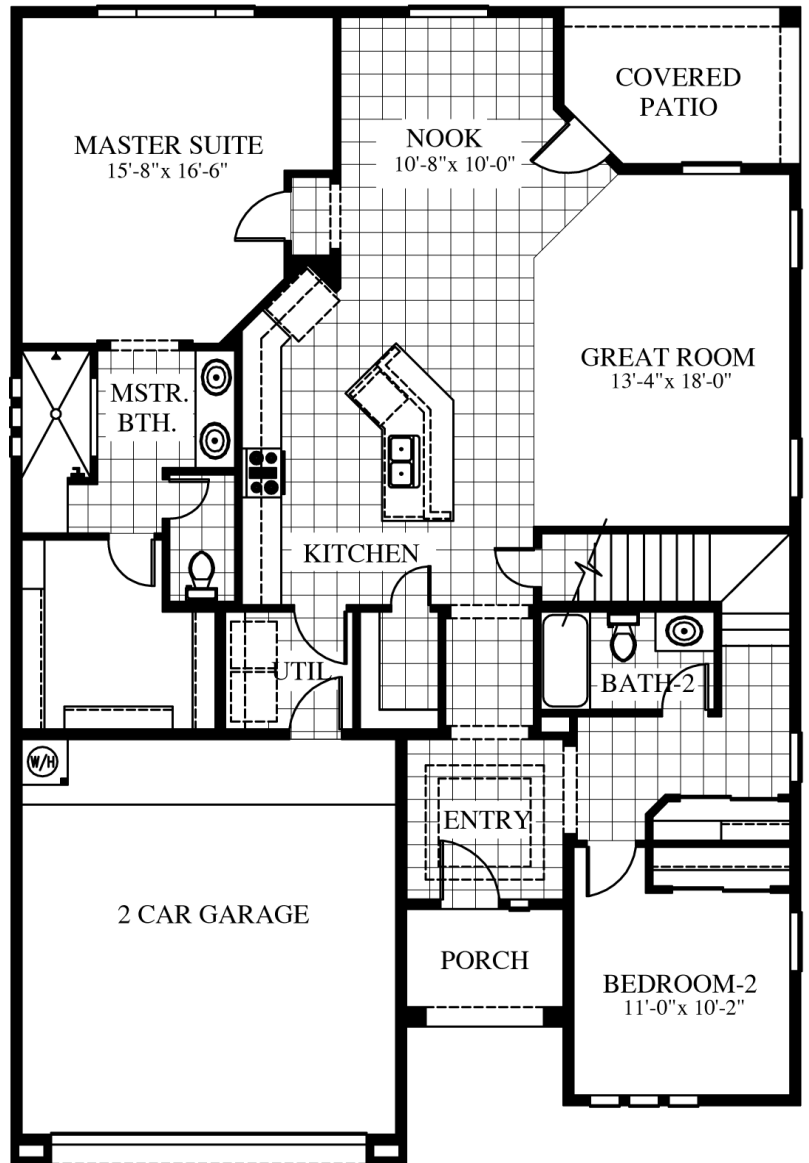 COVERED
PATIO
MASTER SUITE
15'-8"x 16'-6"
NOOK
10'-8"x 10'-0"
GREAT ROOM
13'-4"x 18'-0"
MSTR.
BTH.
KITCHEN
UTIL
BATH-2
W/H
ENTRY
2 CAR GARAGE
PORCH
BEDROOM-2
11'-0"x 10'-2"